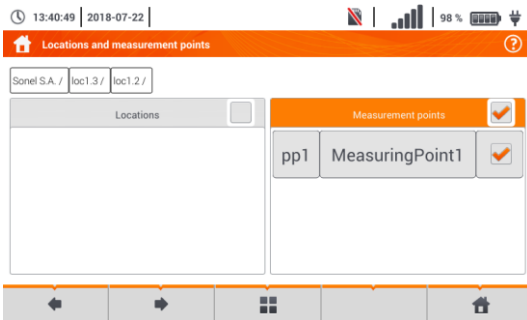 13:40:49 2018-07-22 98 %
Locations and measurement points
Sonel S.A. / loc1.3 / loc1.2 /
Locations Measurement points
pp1 MeasuringPoint1